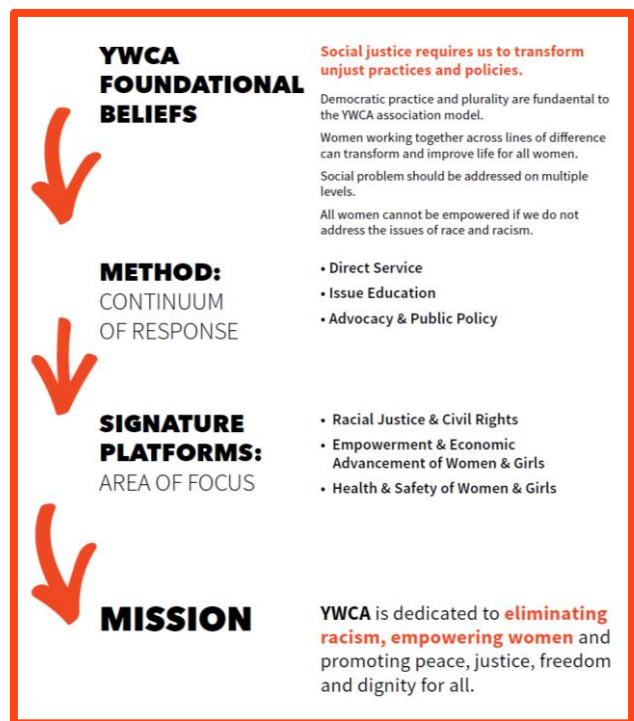 YWCA
FOUNDATIONAL
BELIEFS
Social justice requires us to transform
unjust practices and policies.
Democratic practice and plurality are fundaental to
the YWCA association model.
Women working together across lines of difference
can transform and improve life for all women.
Social problem should be addressed on multiple
levels.
All women cannot be empowered if we do not
address the issues of race and racism.
METHOD:
CONTINUUM
OF RESPONSE
• Direct Service
• Issue Education
• Advocacy & Public Policy
SIGNATURE
PLATFORMS:
AREA OF FOCUS
• Racial Justice & Civil Rights
• Empowerment & Economic
Advancement of Women & Girls
• Health & Safety of Women & Girls
MISSION
YWCA is dedicated to eliminating
racism, empowering women and
promoting peace, justice, freedom
and dignity for all.